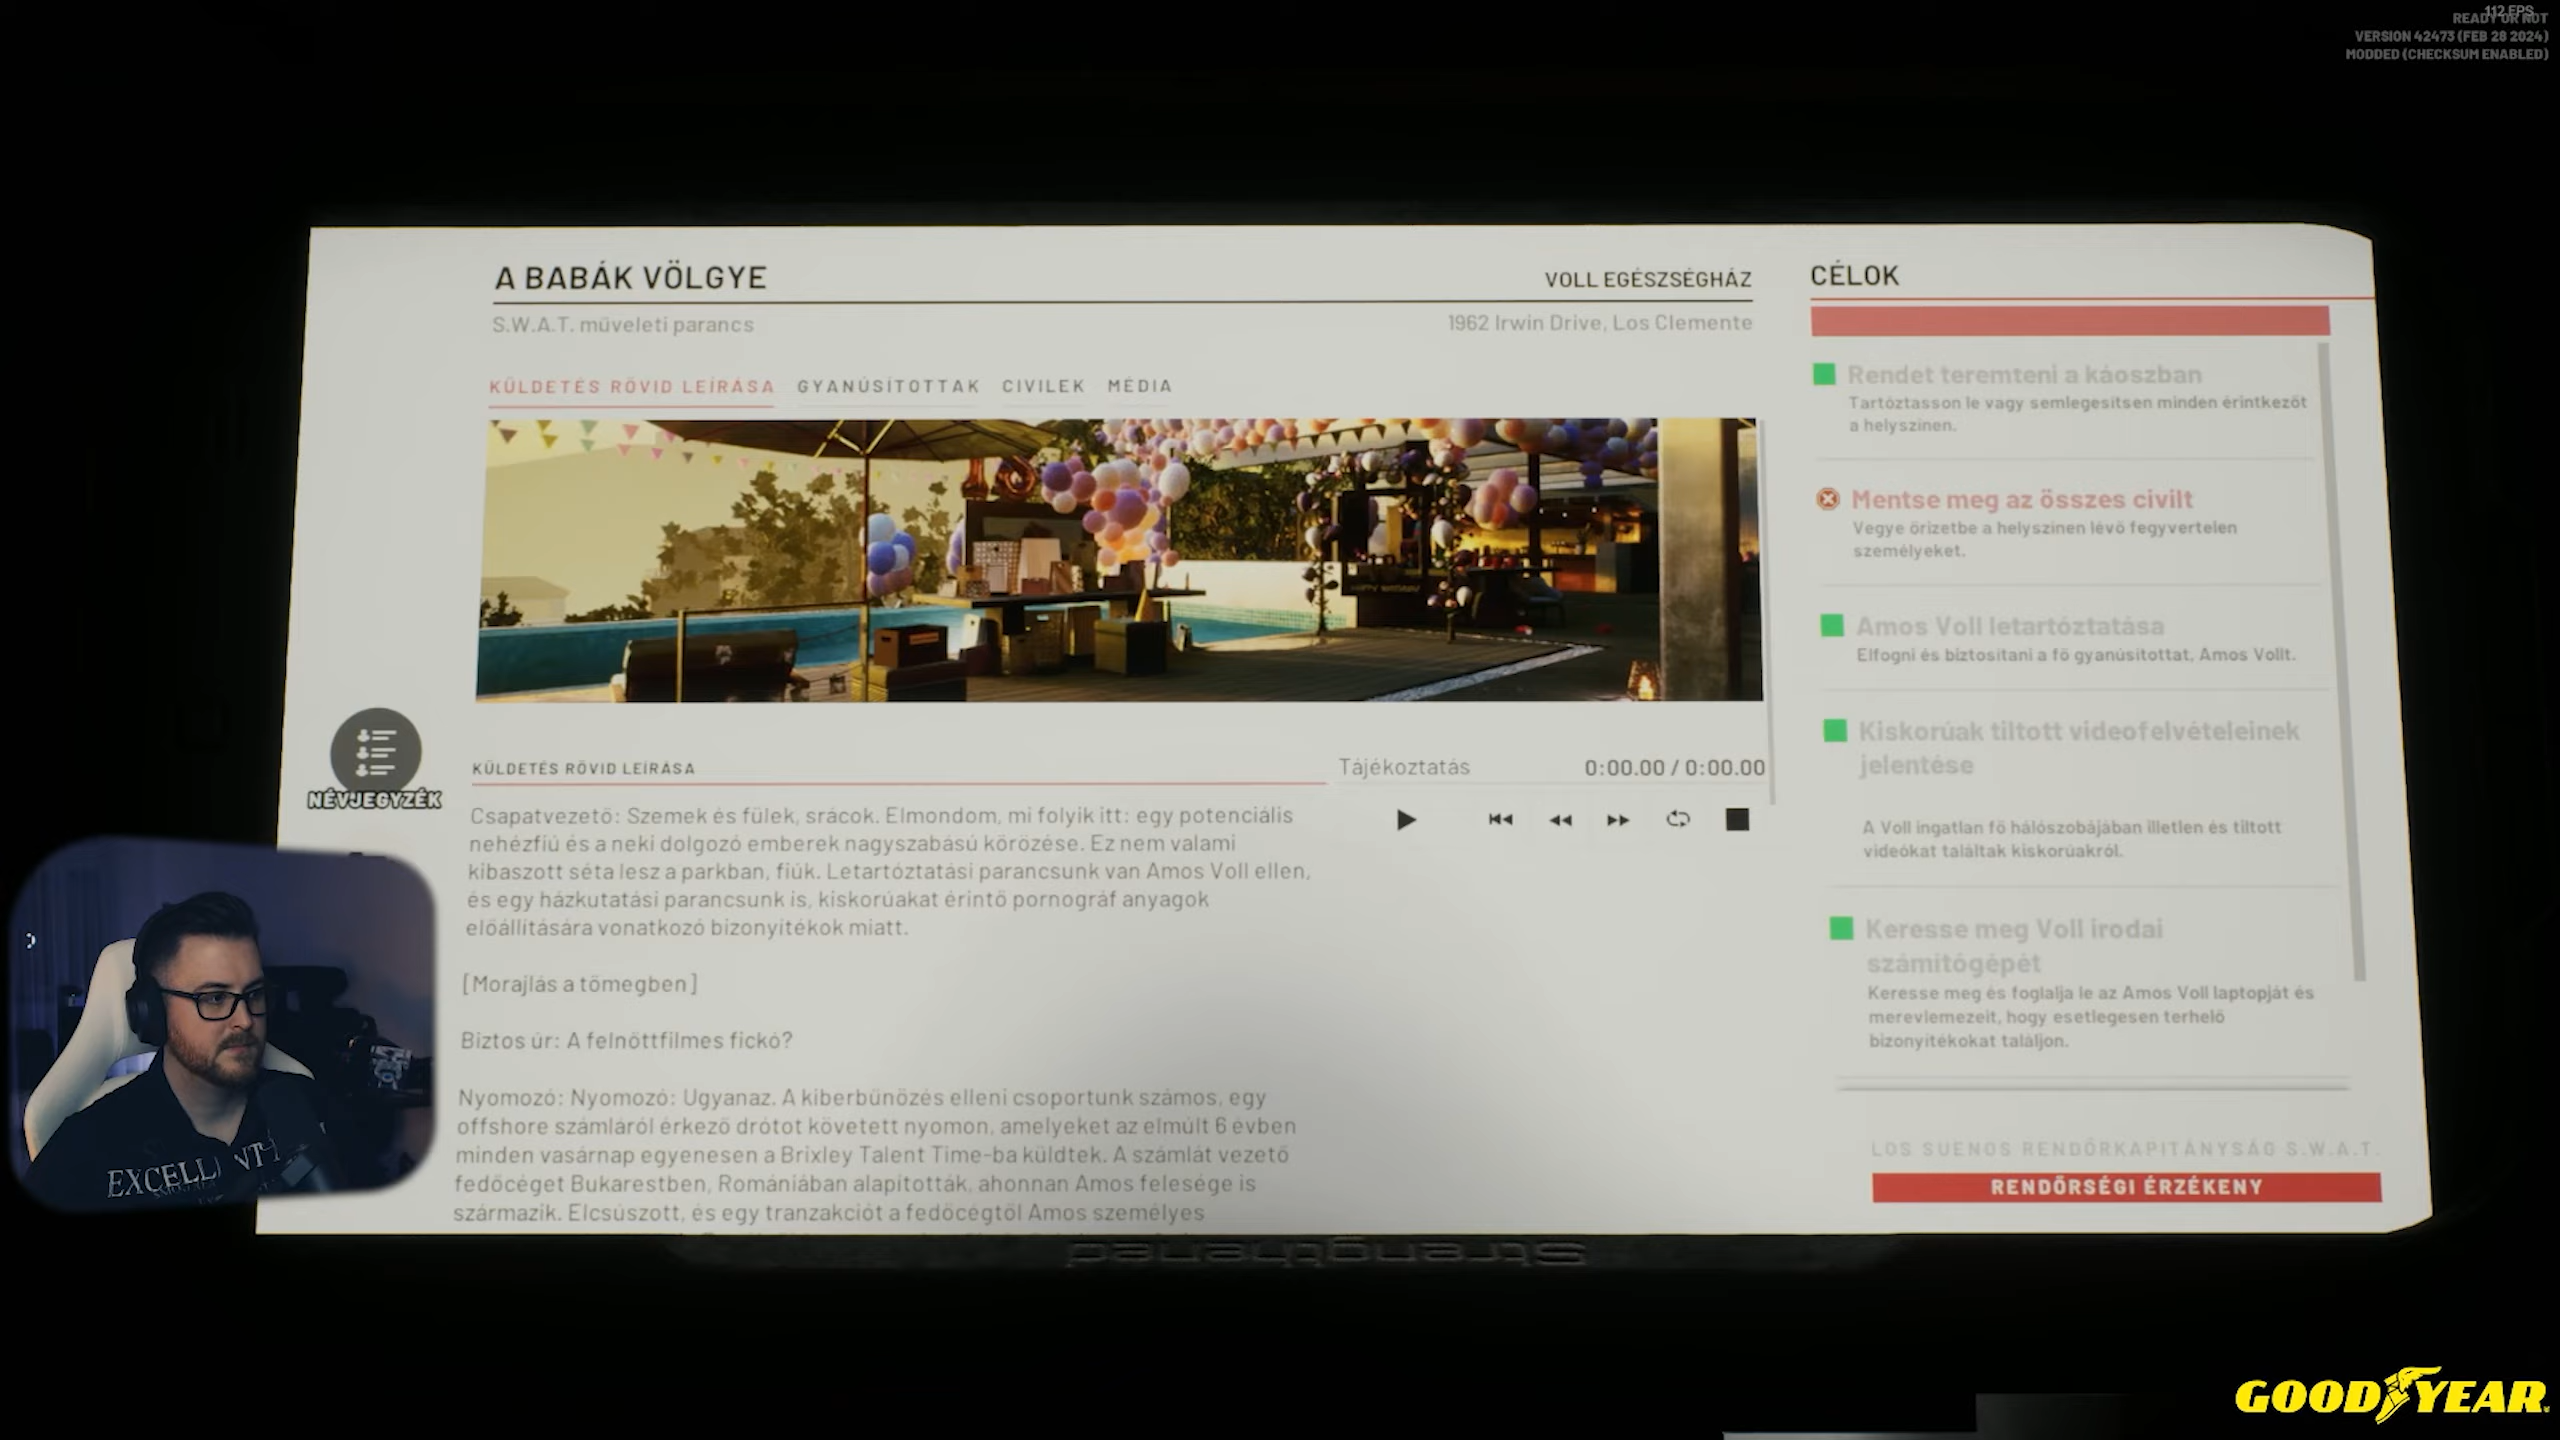 112 FPS
READY OR NOT
VERSION 42473 (FEB 28 2024)
MODDED (CHECKSUM ENABLED)
A BABÁK VÖLGYE
VOLL EGÉSZSÉGHÁZ
S.W.A.T. műveleti parancs
1962 Irwin Drive, Los Clemente
KÜLDETÉS RÖVID LEÍRÁSA GYANÚSÍTOTTAK CIVILEK MÉDIA
NÉVJEGYZÉK
KÜLDETÉS RÖVID LEÍRÁSA
Tájékoztatás 0:00.00 / 0:00.00
Csapatvezető: Szemek és fülek, srácok. Elmondom, mi folyik itt: egy potenciális
nehézfiú és a neki dolgozó emberek nagyszabású körözése. Ez nem valami
kibaszott séta lesz a parkban, fiúk. Letartóztatási parancsunk van Amos Voll ellen,
és egy házkutatási parancsunk is, kiskorúakat érintő pornográf anyagok
előállítására vonatkozó bizonyítékok miatt.
[Morajlás a tömegben]
Biztos úr: A felnőttfilmes fickó?
Nyomozó: Nyomozó: Ugyanaz. A kiberbűnözés elleni csoportunk számos, egy
offshore számláról érkező drótot követett nyomon, amelyeket az elmúlt 6 évben
minden vasárnap egyenesen a Brixley Talent Time-ba küldtek. A számlát vezető
fedőcéget Bukarestben, Romániában alapították, ahonnan Amos felesége is
származik. Elcsúszott, és egy tranzakciót a fedőcégtől Amos személyes
CÉLOK
Rendet teremteni a káoszban
Tartóztasson le vagy semlegesítsen minden érintkezőt
a helyszínen.
Mentse meg az összes civilt
Vegye őrizetbe a helyszínen lévő fegyvertelen
személyeket.
Amos Voll letartóztatása
Elfogni és biztosítani a fő gyanúsítottat, Amos Vollt.
Kiskorúak tiltott videofelvételeinek
jelentése
A Voll ingatlan fő hálószobájában illetlen és tiltott
videókat találtak kiskorúakról.
Keresse meg Voll irodai
számítógépét
Keresse meg és foglalja le az Amos Voll laptopját és
merevlemezeit, hogy esetlegesen terhelő
bizonyítékokat találjon.
LOS SUENOS RENDŐRKAPITÁNYSÁG S.W.A.T.
RENDŐRSÉGI ÉRZÉKENY
strengthened
GOODYEAR